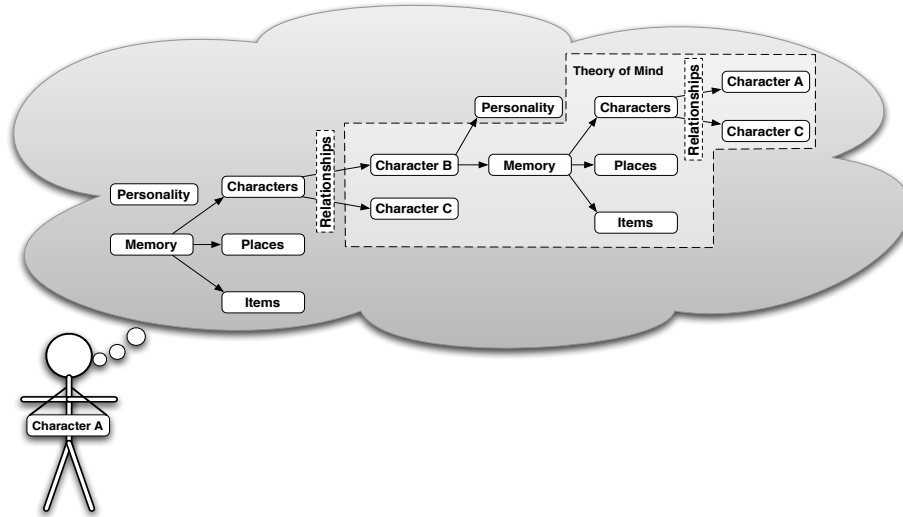 Theory of Mind
Relationships
Character A
Personality
Characters
Character C
Relationships
Character B
Memory
Places
Personality
Characters
Character C
Items
Memory
Places
Items
Character A